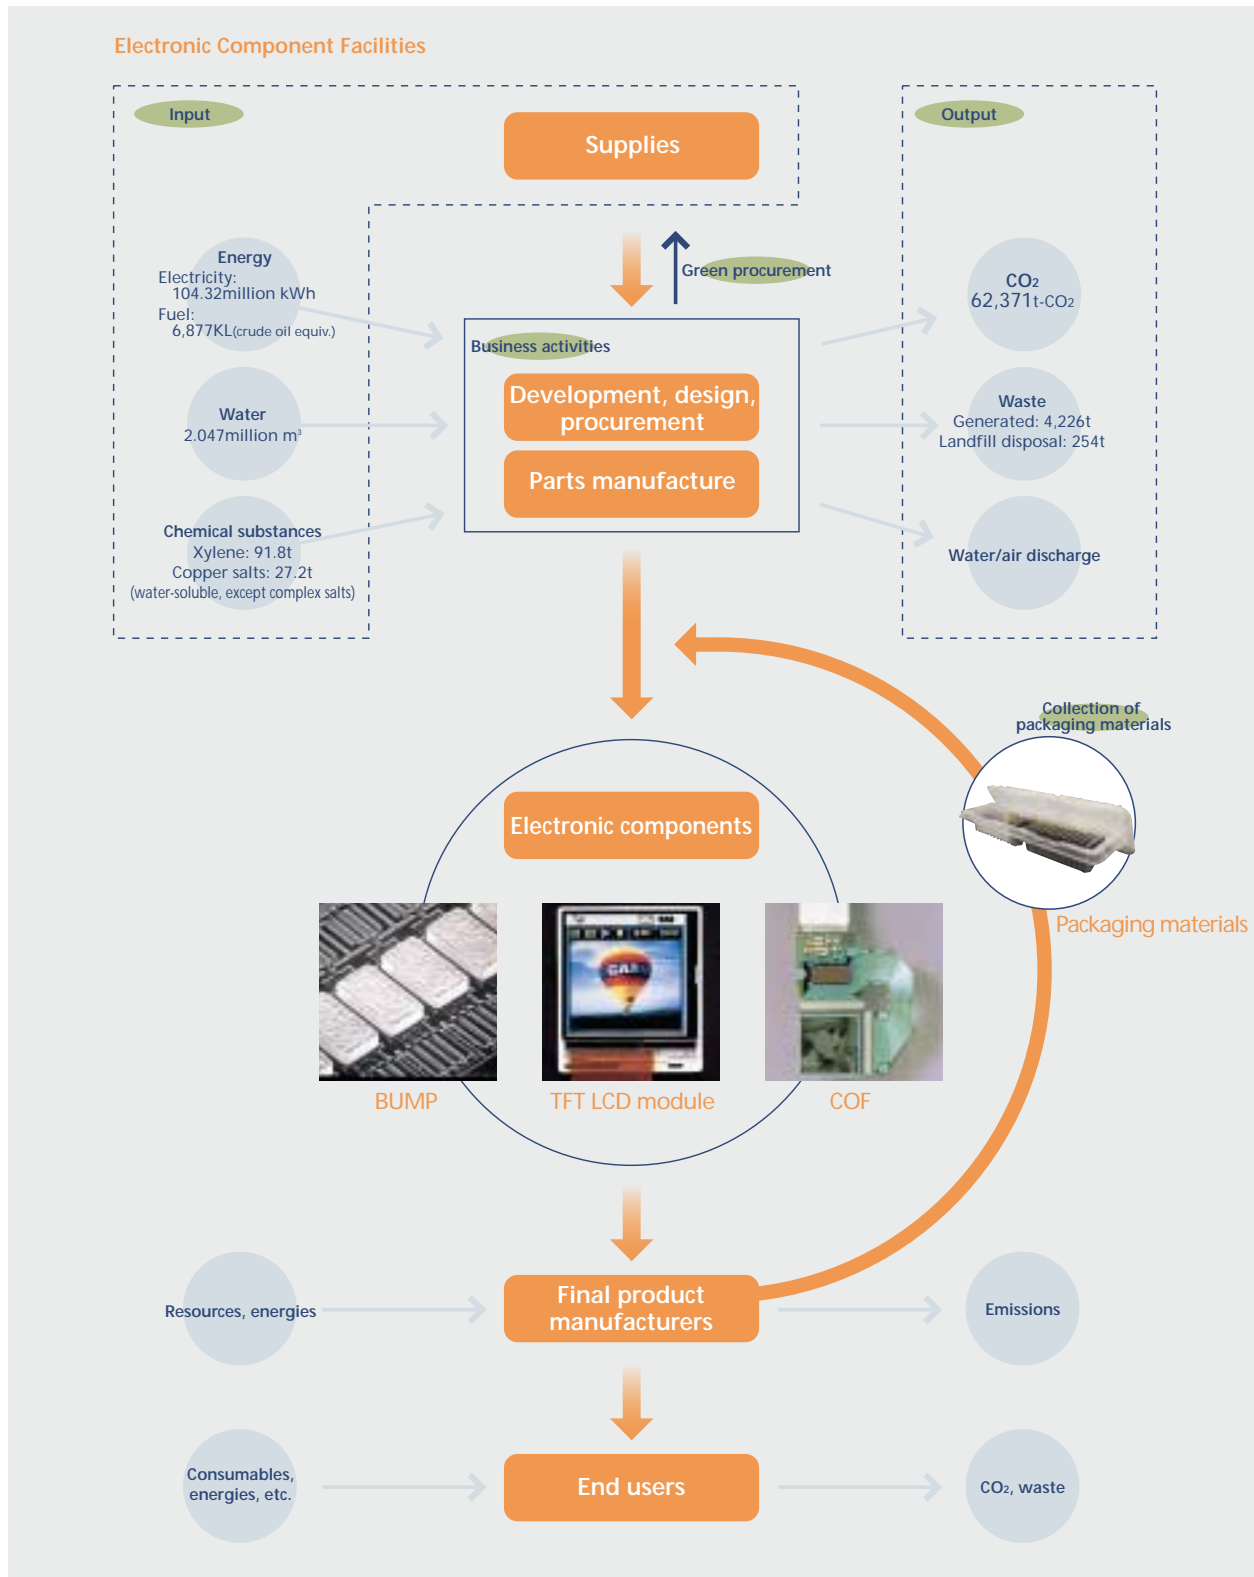 Electronic Component Facilities
Input
Supplies
Output
Energy
Electricity:
104.32million kWh
Fuel:
6,877KL(crude oil equiv.)
Green procurement
CO₂
62,371t-CO₂
Business activities
Development, design,
procurement
Parts manufacture
Water
2.047million m³
Waste
Generated: 4,226t
Landfill disposal: 254t
Chemical substances
Xylene: 91.8t
Copper salts: 27.2t
(water-soluble, except complex salts)
Water/air discharge
Collection of
packaging materials
Packaging materials
Electronic components
BUMP
TFT LCD module
COF
Resources, energies
Final product
manufacturers
Emissions
Consumables,
energies, etc.
End users
CO₂, waste